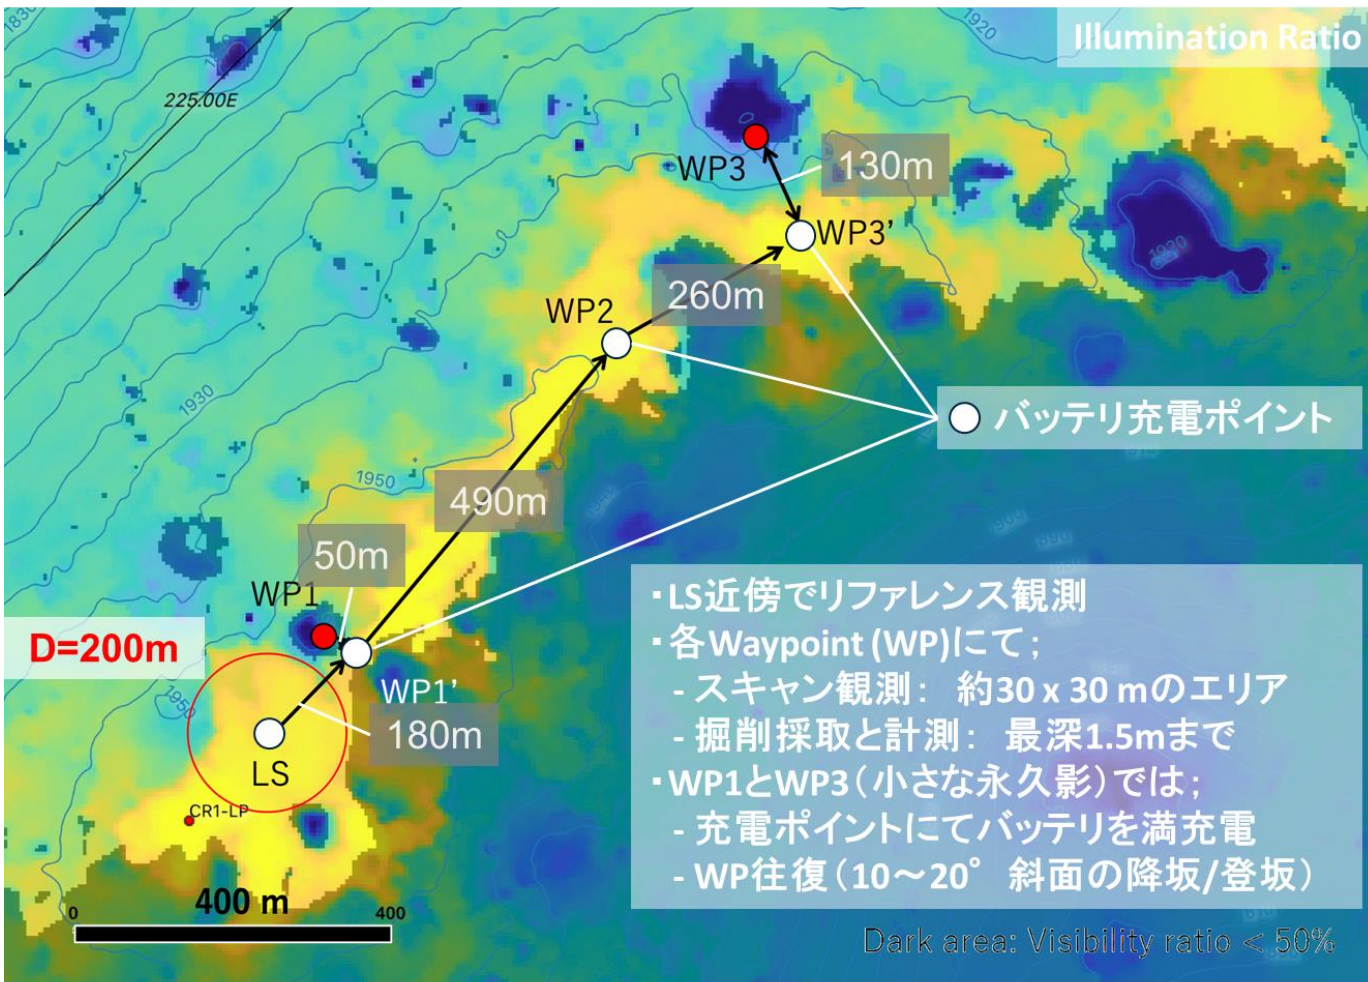 Illumination Ratio
1830
1920
225.00E
WP3
130m
WP3'
1920
WP2
260m
1930
バッテリ充電ポイント
1950
490m
50m
WP1
D=200m
WP1'
180m
1950
LS
CR1-LP
400 m
0
400
・LS近傍でリファレンス観測
・各Waypoint (WP)にて;
- スキャン観測: 約30 x 30 mのエリア
- 掘削採取と計測: 最深1.5mまで
・WP1とWP3(小さな永久影)では;
- 充電ポイントにてバッテリを満充電
- WP往復(10~20° 斜面の降坂/登坂)
Dark area: Visibility ratio < 50%